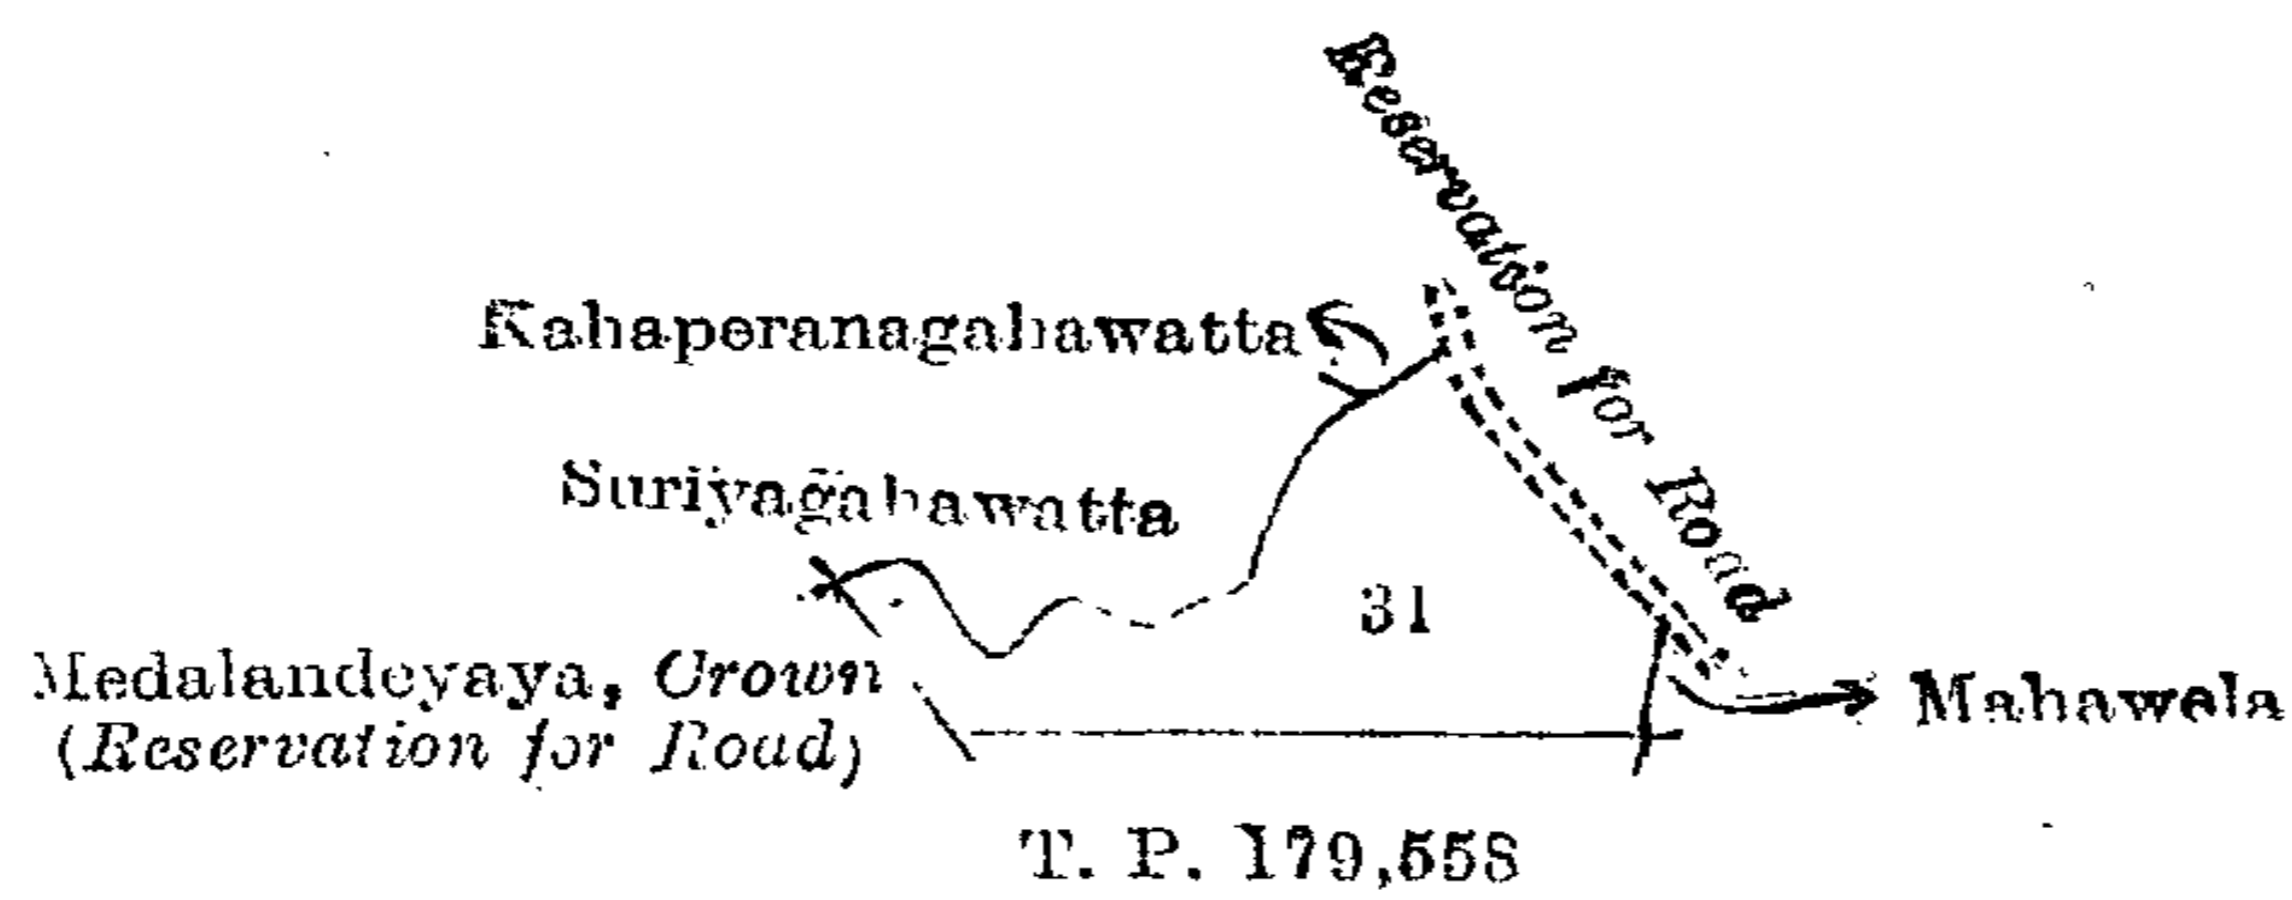 Reservation for Road
Kahaperanagahawatta
Suriyagahawatta
31
Medalandeyaya, Crown
(Reservation for Road)
Mahawela
T. P. 179,558